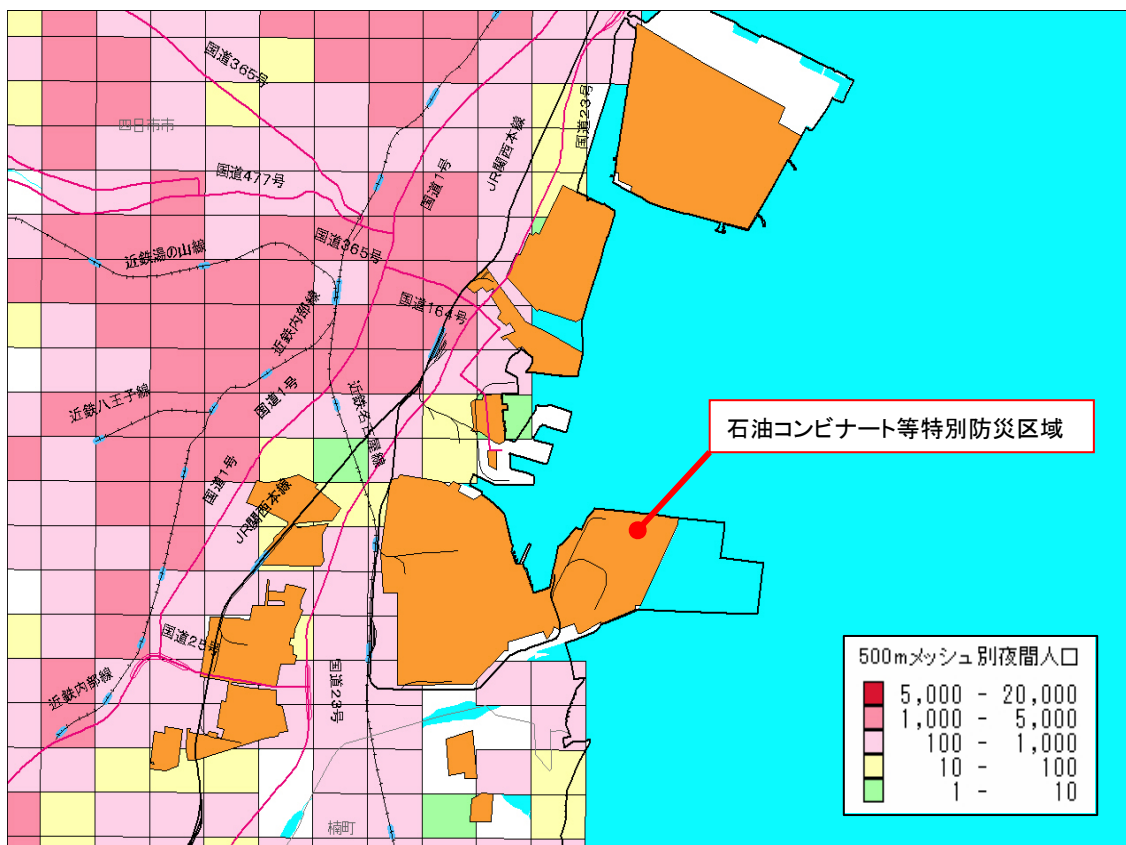 国道365号
四日市市
国道23号
JR関西本線
国道477号
国道1号
近鉄湯の山線
国道365号
国道164号
近鉄内部線
近鉄八王子線
国道1号
近鉄名古屋線
石油コンビナート等特別防災区域
国道1号
JR関西本線
国道25号
近鉄内部線
国道23号
楠町
500mメッシュ別夜間人口
5,000 - 20,000
1,000 - 5,000
100 - 1,000
10 - 100
1 - 10